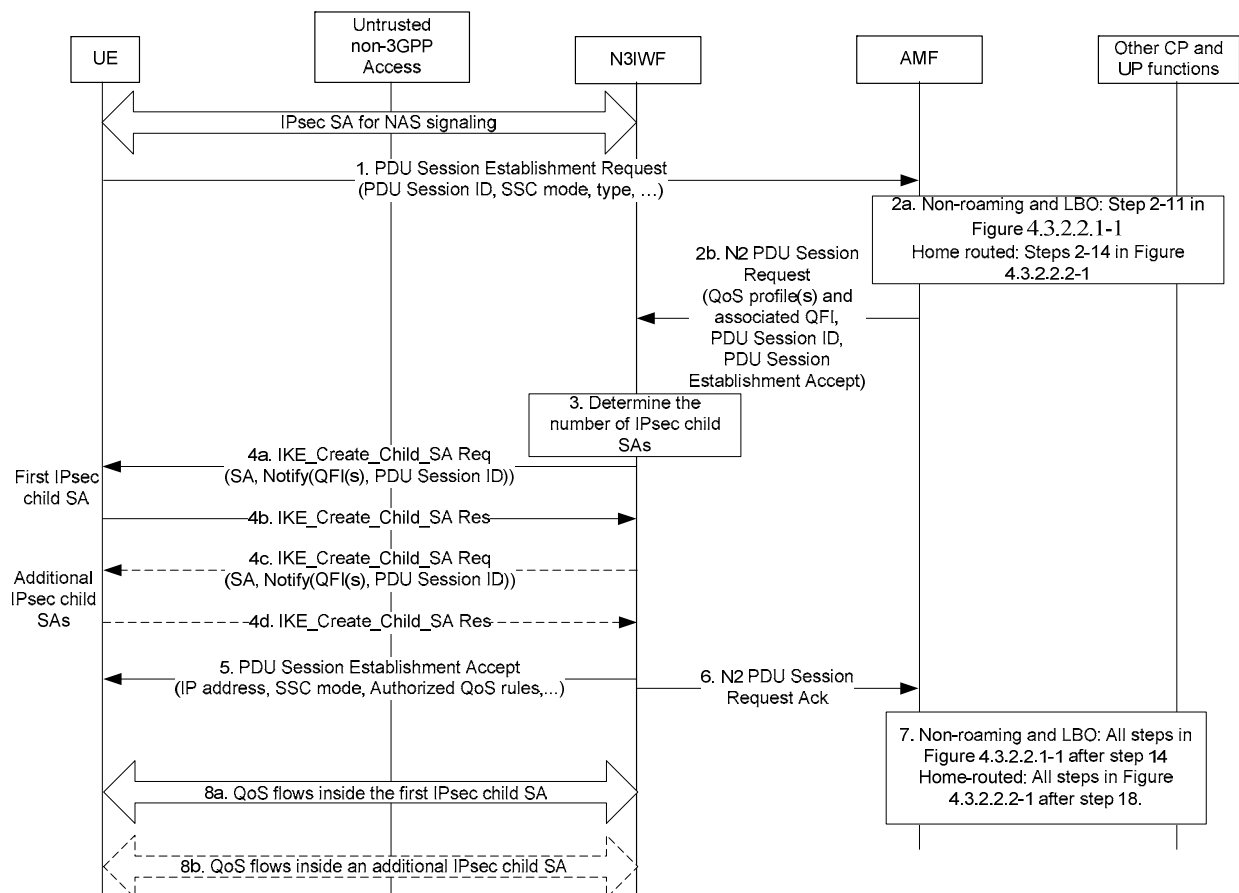 UE
Untrusted
non-3GPP
Access
N3IWF
AMF
Other CP and
UP functions
IPsec SA for NAS signaling
1. PDU Session Establishment Request
(PDU Session ID, SSC mode, type, …)
2a. Non-roaming and LBO: Step 2-11 in
Figure 4.3.2.2.1-1
Home routed: Steps 2-14 in Figure
4.3.2.2.2-1
2b. N2 PDU Session
Request
(QoS profile(s) and
associated QFI,
PDU Session ID,
PDU Session
Establishment Accept)
3. Determine the
number of IPsec child
SAs
First IPsec
child SA
4a. IKE_Create_Child_SA Req
(SA, Notify(QFI(s), PDU Session ID))
4b. IKE_Create_Child_SA Res
Additional
IPsec child
SAs
4c. IKE_Create_Child_SA Req
(SA, Notify(QFI(s), PDU Session ID))
4d. IKE_Create_Child_SA Res
5. PDU Session Establishment Accept
(IP address, SSC mode, Authorized QoS rules,...)
6. N2 PDU Session
Request Ack
7. Non-roaming and LBO: All steps in
Figure 4.3.2.2.1-1 after step 14
Home-routed: All steps in Figure
4.3.2.2.2-1 after step 18.
8a. QoS flows inside the first IPsec child SA
8b. QoS flows inside an additional IPsec child SA